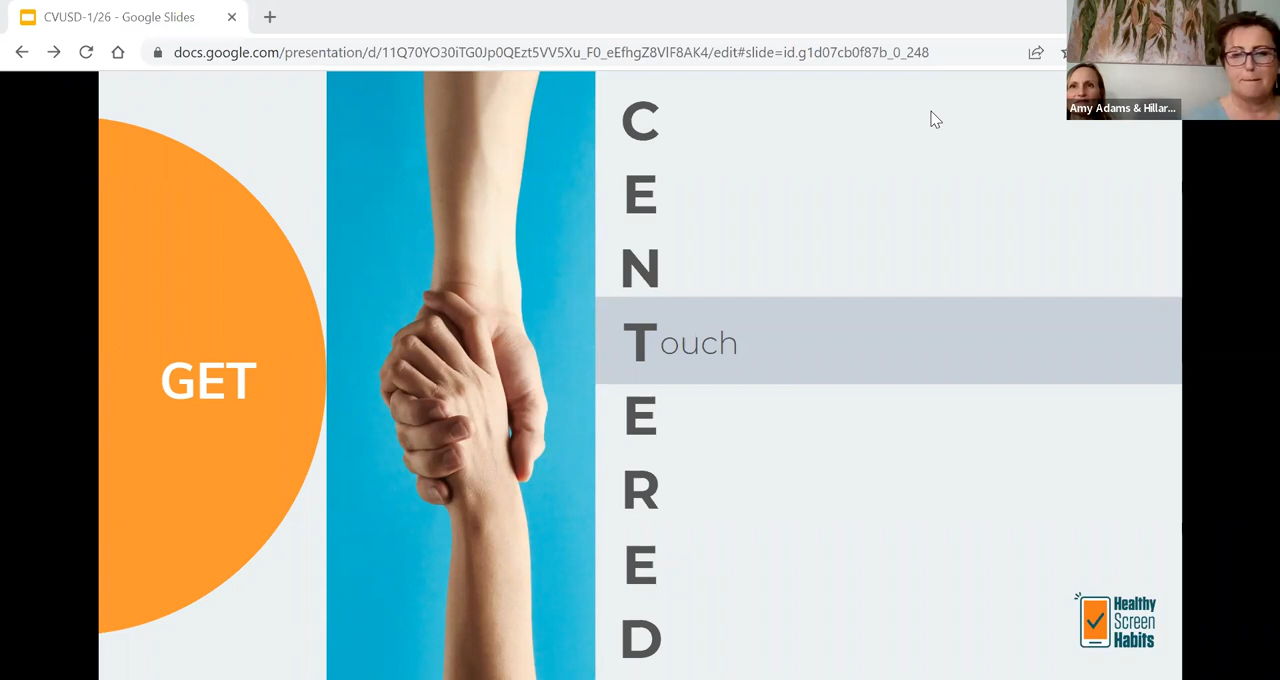 CVUSD-1/26 - Google Slides
docs.google.com/presentation/d/11Q70YO30iTG0Jp0QEzt5VV5Xu_F0_eEfhgZ8VlF8AK4/edit#slide=id.g1d07cb0f87b_0_248
Amy Adams & Hillar...
GET
C
E
N
Touch
E
R
E
D
Healthy
Screen
Habits